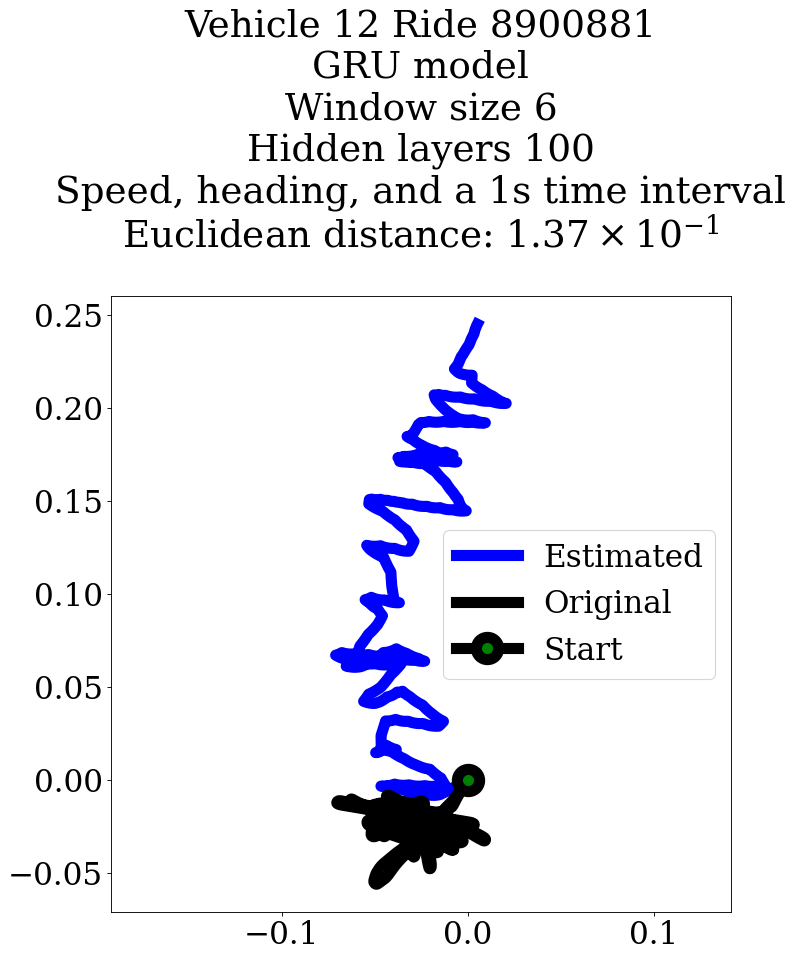 Vehicle 12 Ride 8900881
GRU model
Window size 6
Hidden layers 100
Speed, heading, and a 1s time interval
Euclidean distance: 1.37 × 10⁻¹
0.25
0.20
0.15
0.10
0.05
0.00
−0.05
Estimated
Original
Start
−0.1
0.0
0.1